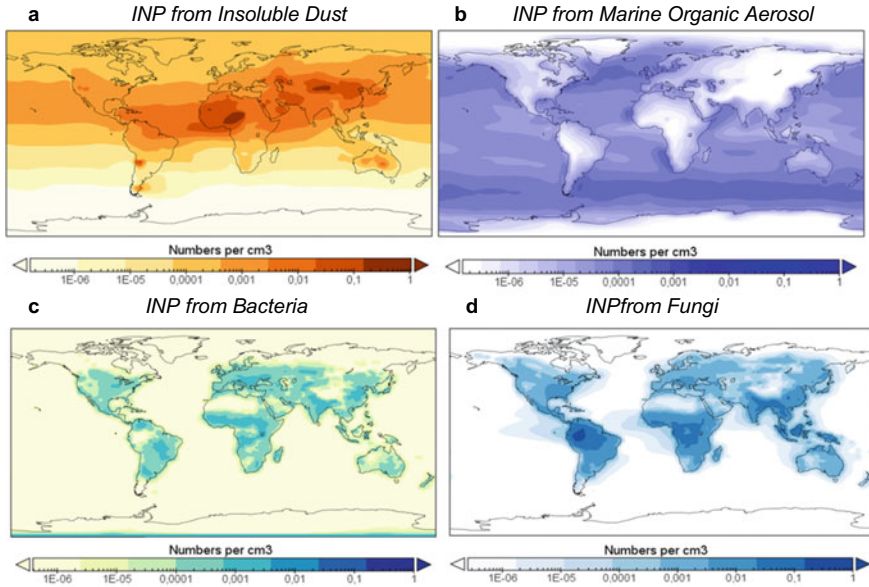 a INP from Insoluble Dust
b INP from Marine Organic Aerosol
Numbers per cm3
1E-06 1E-05 0,0001 0,001 0,01 0,1 1
Numbers per cm3
1E-06 1E-05 0,0001 0,001 0,01 0,1 1
c INP from Bacteria
d INPfrom Fungi
Numbers per cm3
1E-06 1E-05 0,0001 0,001 0,01 0,1 1
Numbers per cm3
1E-06 1E-05 0,0001 0,001 0,01 0,1 1